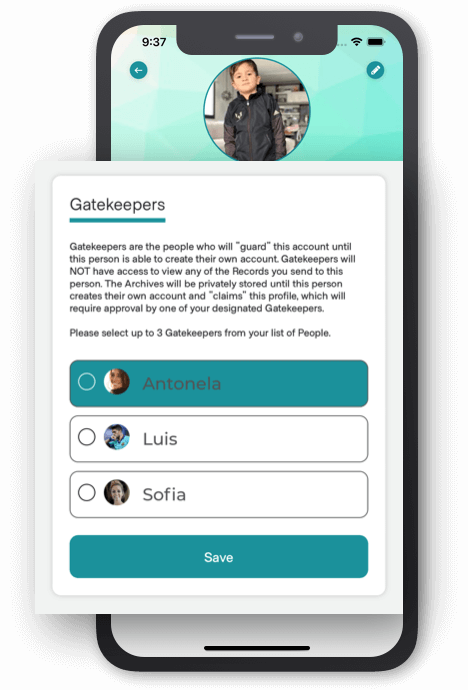 9:37
Gatekeepers
Gatekeepers are the people who will "guard" this account until
this person is able to create their own account. Gatekeepers will
NOT have access to view any of the Records you send to this
person. The Archives will be privately stored until this person
creates their own account and "claims" this profile, which will
require approval by one of your designated Gatekeepers.
Please select up to 3 Gatekeepers from your list of People.
Antonela
Luis
Sofia
Save